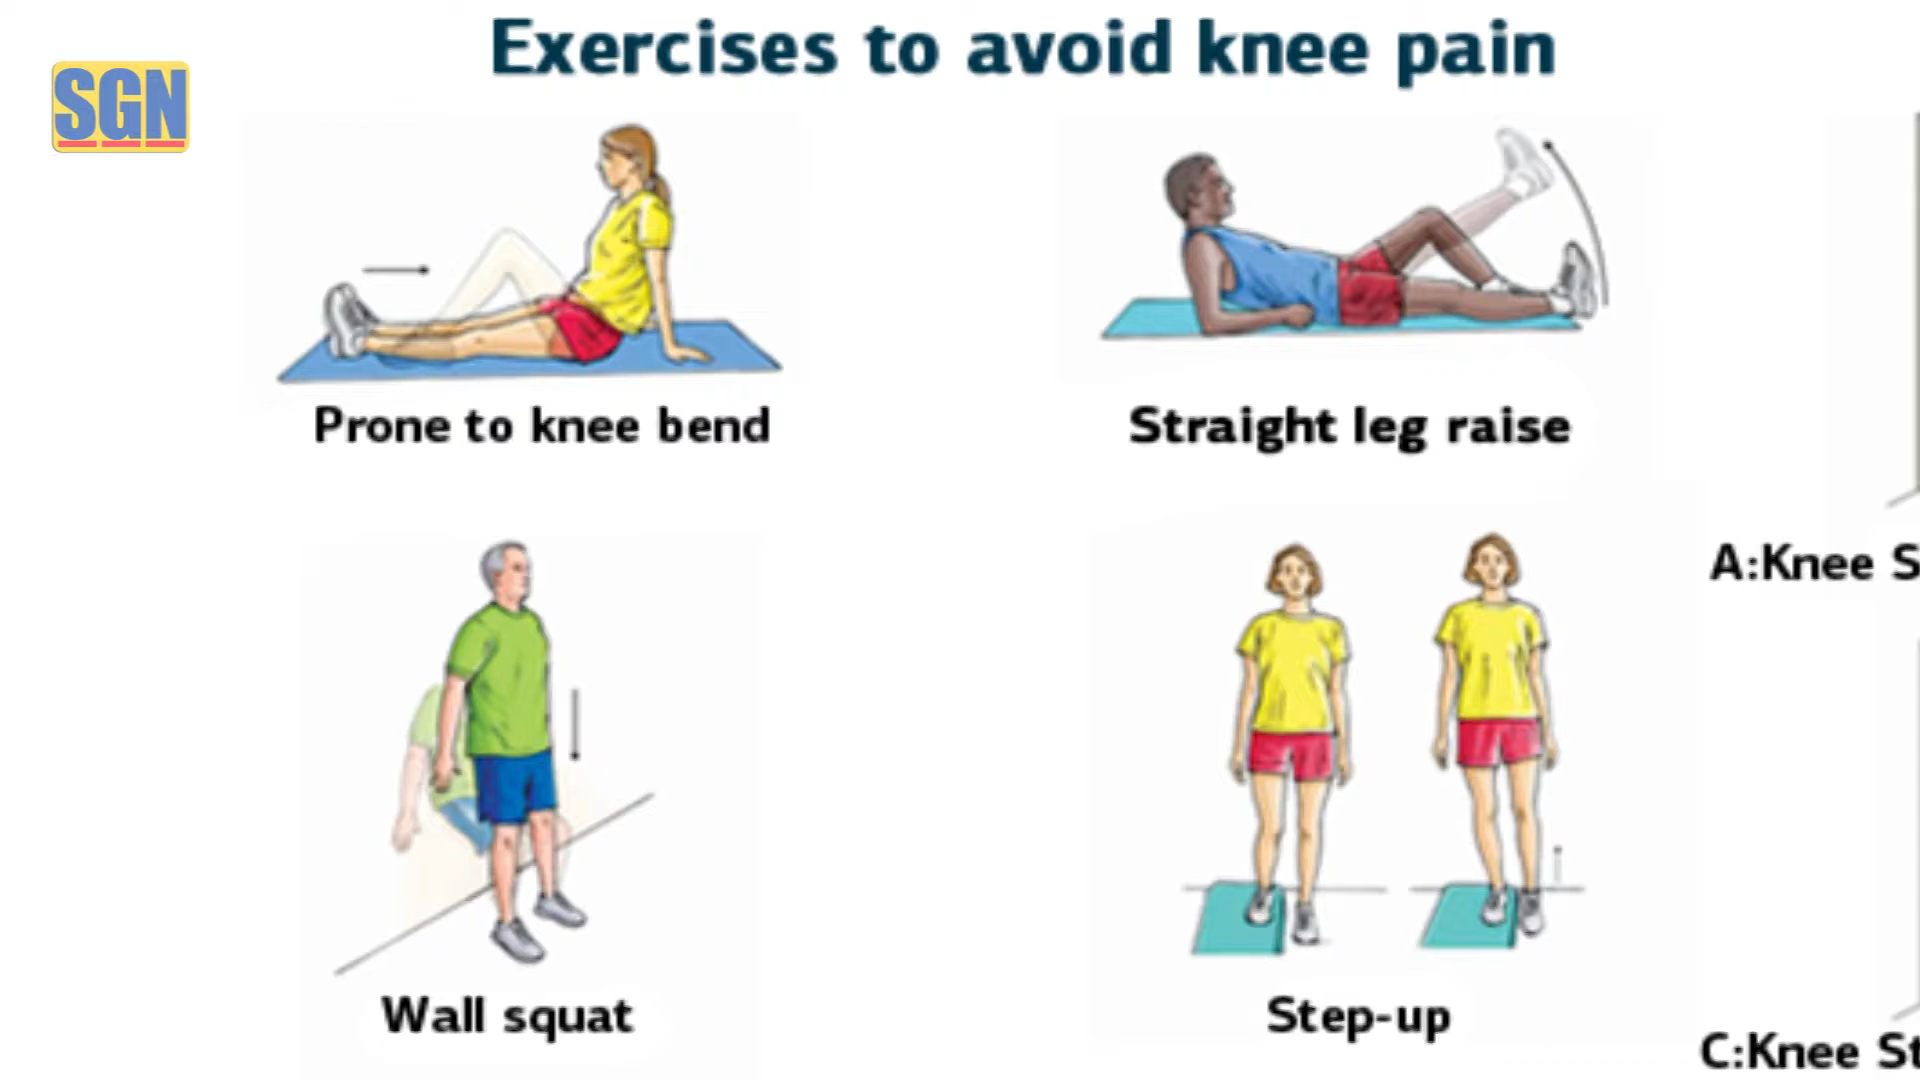 Exercises to avoid knee pain
SGN
Prone to knee bend
Straight leg raise
A:Knee S
Wall squat
Step-up
C:Knee St